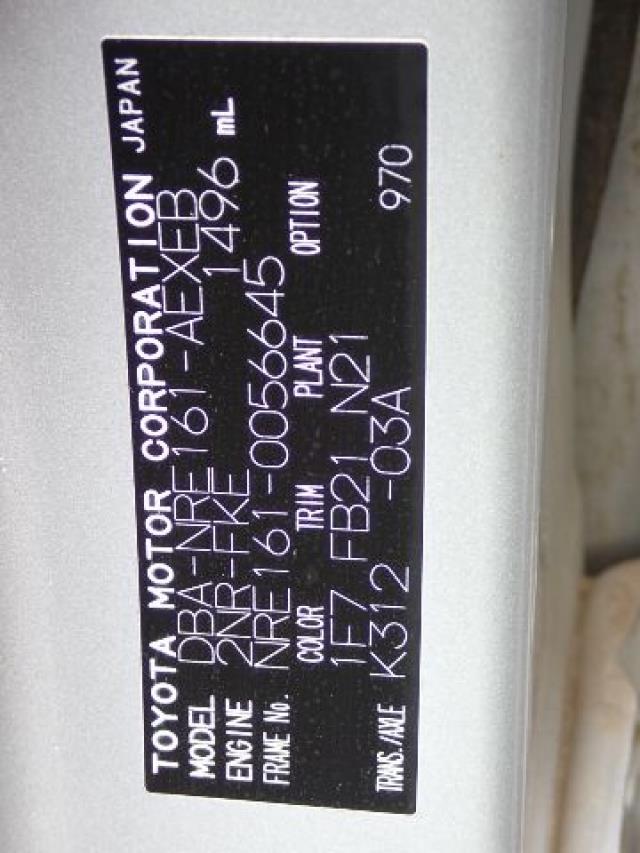 TOYOTA MOTOR CORPORATION JAPAN
MODEL DBA-NRE161-AEXEB
ENGINE 2NR-FKE 1496 mL
FRAME No. NRE161-0056645
COLOR TRIM PLANT OPTION
1F7 FB21 N21
TRANS./AXLE K312 -03A 970